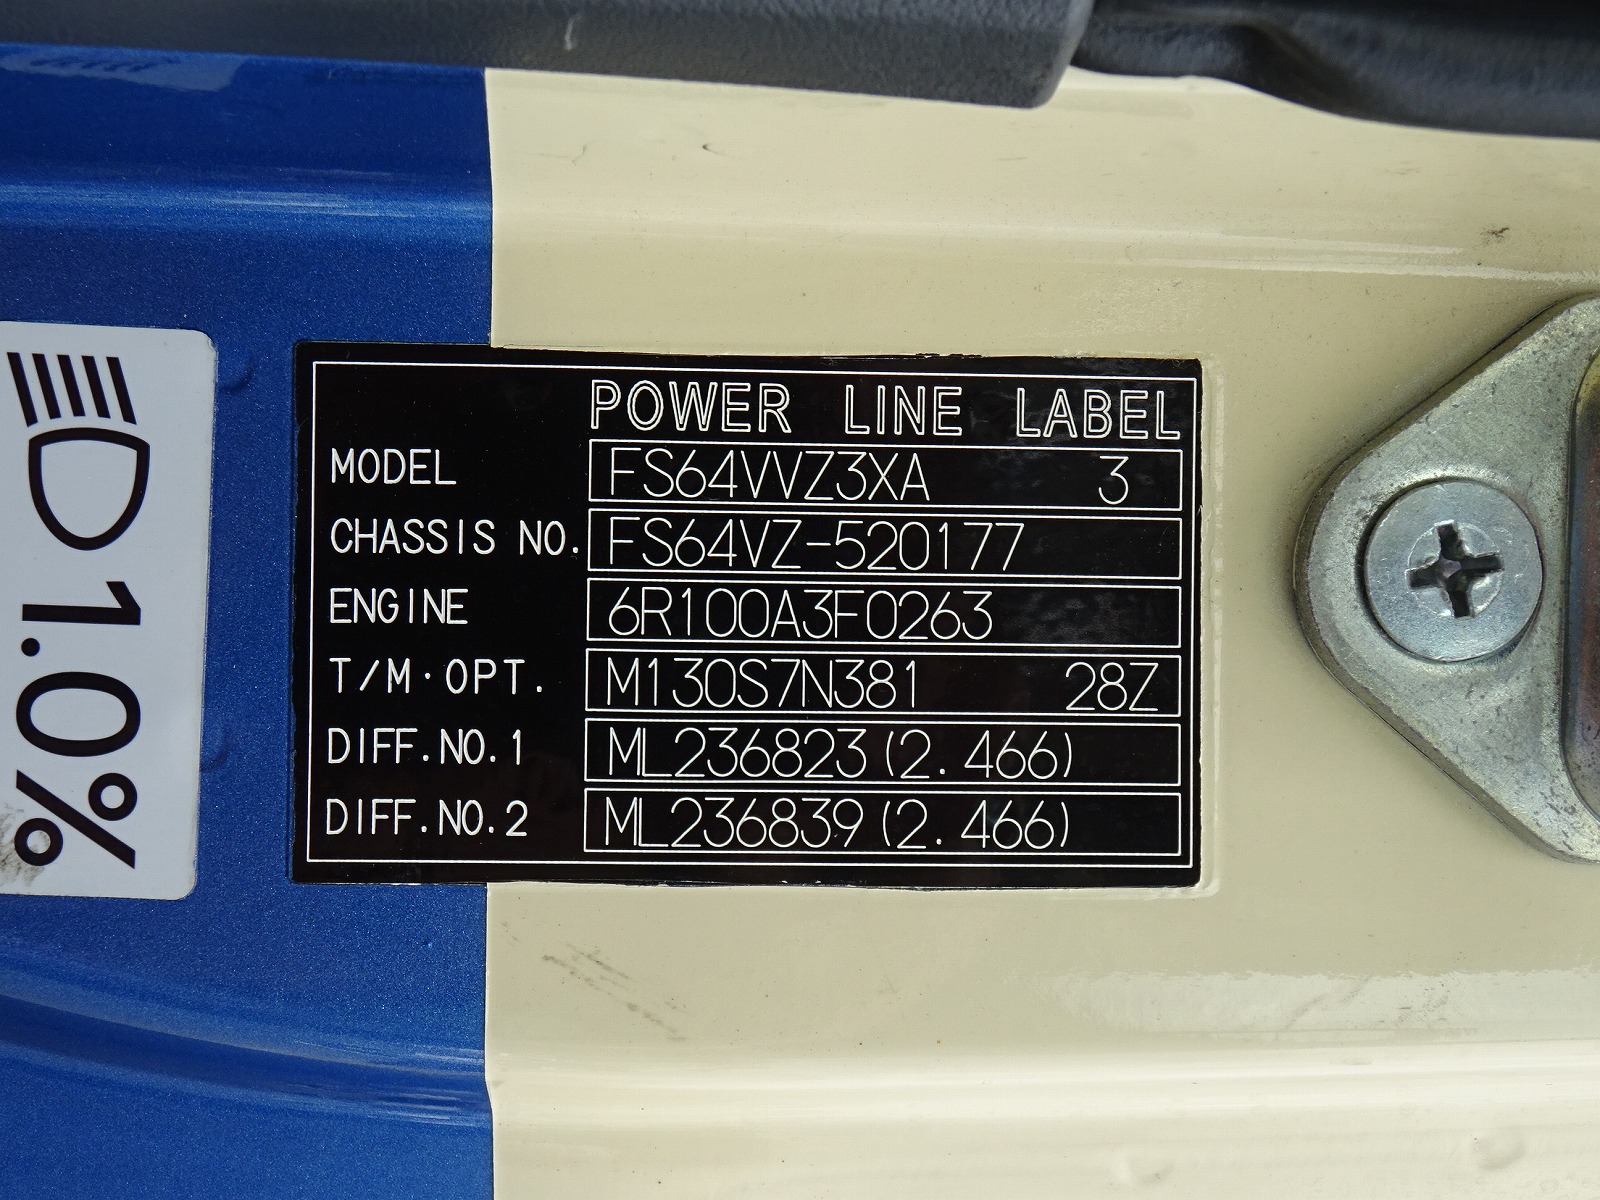 POWER LINE LABEL
MODEL FS64VVZ3XA 3
CHASSIS NO. FS64VZ-520177
ENGINE 6R100A3F0263
T/M·OPT. M130S7N381 28Z
DIFF.NO.1 ML236823(2.466)
DIFF.NO.2 ML236839(2.466)
1.0%